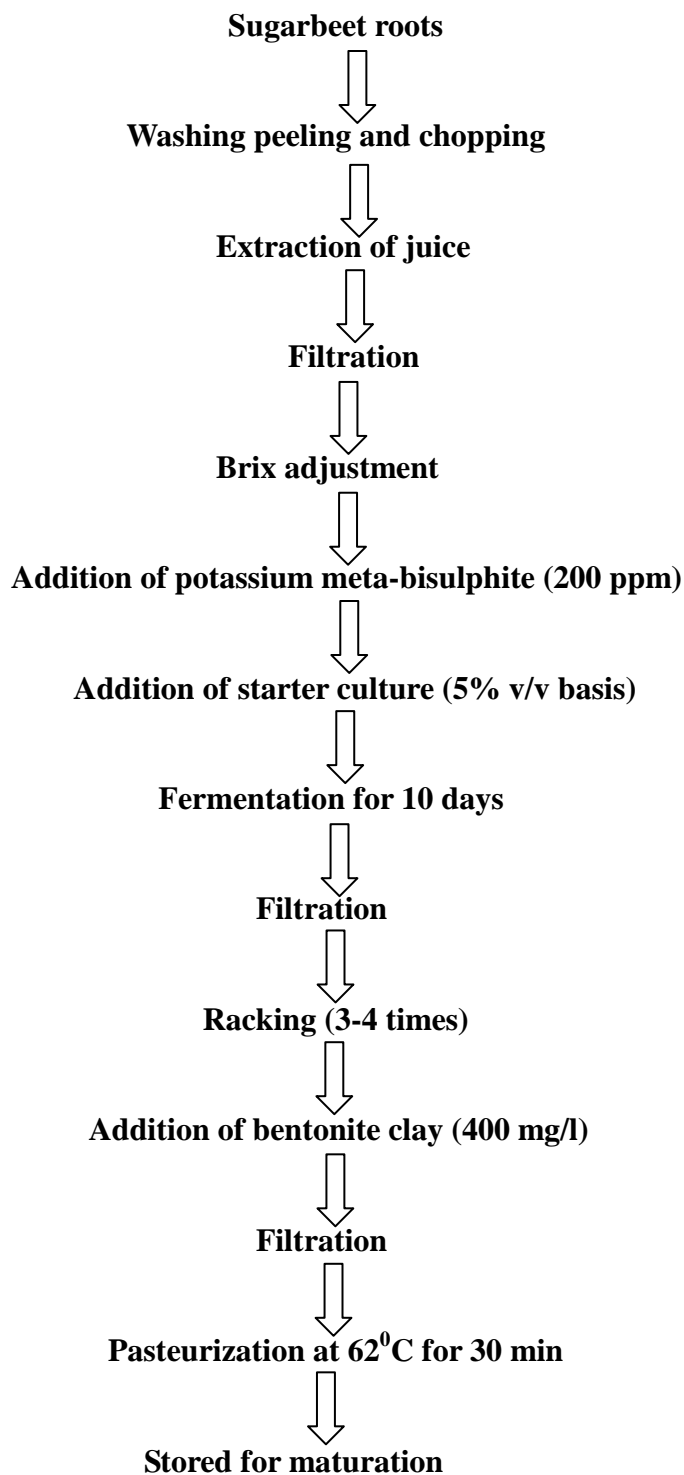 Sugarbeet roots
Washing peeling and chopping
Extraction of juice
Filtration
Brix adjustment
Addition of potassium meta-bisulphite (200 ppm)
Addition of starter culture (5% v/v basis)
Fermentation for 10 days
Filtration
Racking (3-4 times)
Addition of bentonite clay (400 mg/l)
Filtration
Pasteurization at 62⁰C for 30 min
Stored for maturation